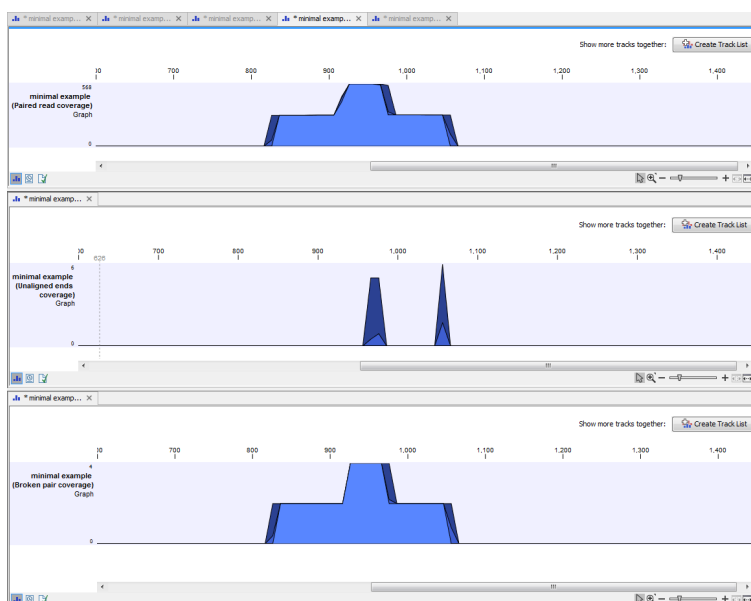 * minimal examp... * minimal examp... * minimal examp... * minimal examp... * minimal examp...
Show more tracks together: Create Track List
00 700 800 900 1,000 1,100 1,200 1,300 1,400
568
minimal example
(Paired read coverage)
Graph
0
* minimal examp...
Show more tracks together: Create Track List
00 700 800 900 1,000 1,100 1,200 1,300 1,400
626
6
minimal example
(Unaligned ends
coverage)
Graph
0
* minimal examp...
Show more tracks together: Create Track List
00 700 800 900 1,000 1,100 1,200 1,300 1,400
4
minimal example
(Broken pair coverage)
Graph
0